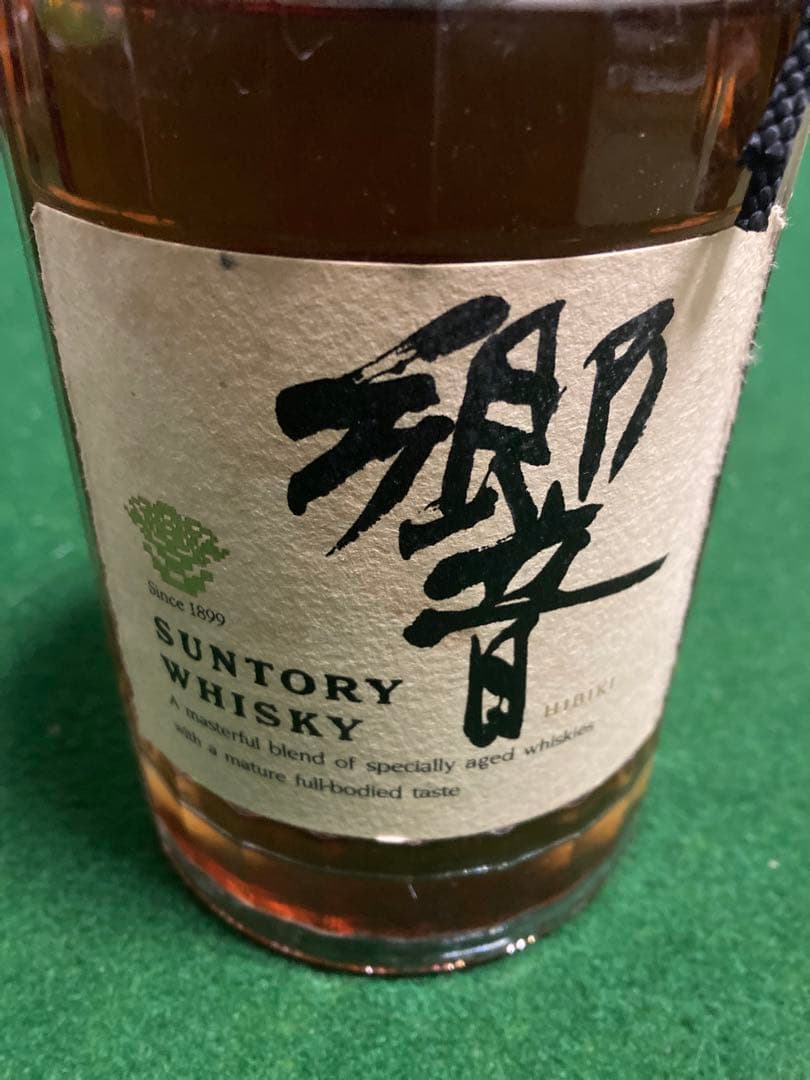 響
Since 1899
SUNTORY
WHISKY
HIBIKI
A masterful blend of specially aged whiskies
with a mature full-bodied taste